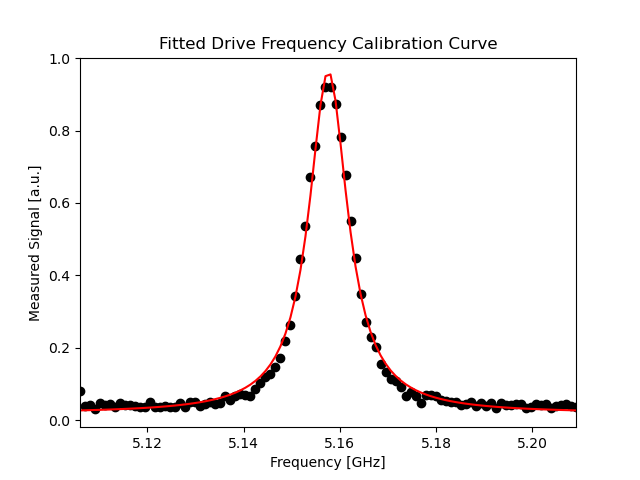 Fitted Drive Frequency Calibration Curve
Measured Signal [a.u.]
1.0
0.8
0.6
0.4
0.2
0.0
5.12 5.14 5.16 5.18 5.20
Frequency [GHz]